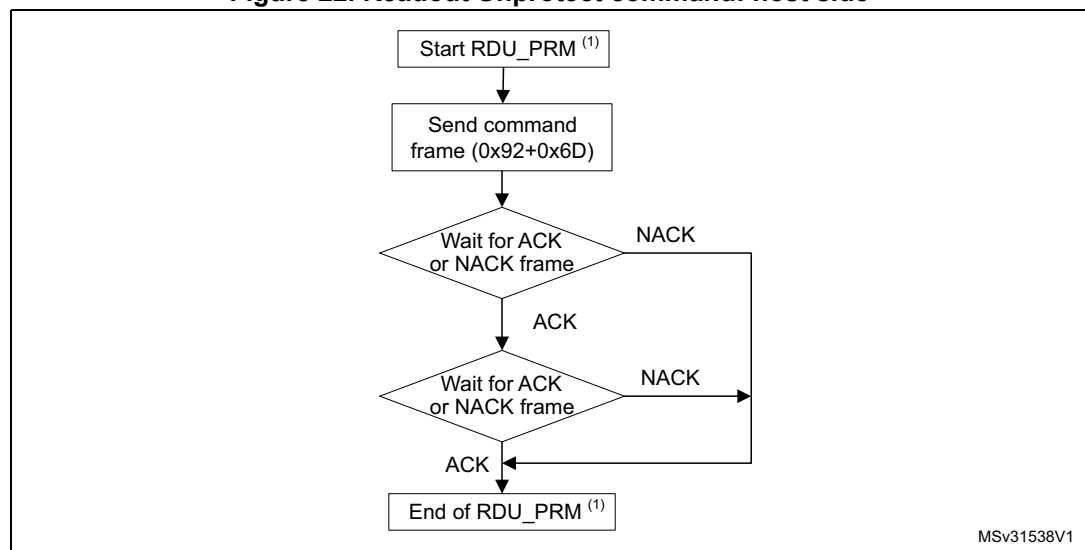 Figure 22. Readout Unprotect command: host side
Start RDU_PRM (1)
Send command
frame (0x92+0x6D)
Wait for ACK
or NACK frame
NACK
ACK
Wait for ACK
or NACK frame
NACK
ACK
End of RDU_PRM (1)
MSv31538V1